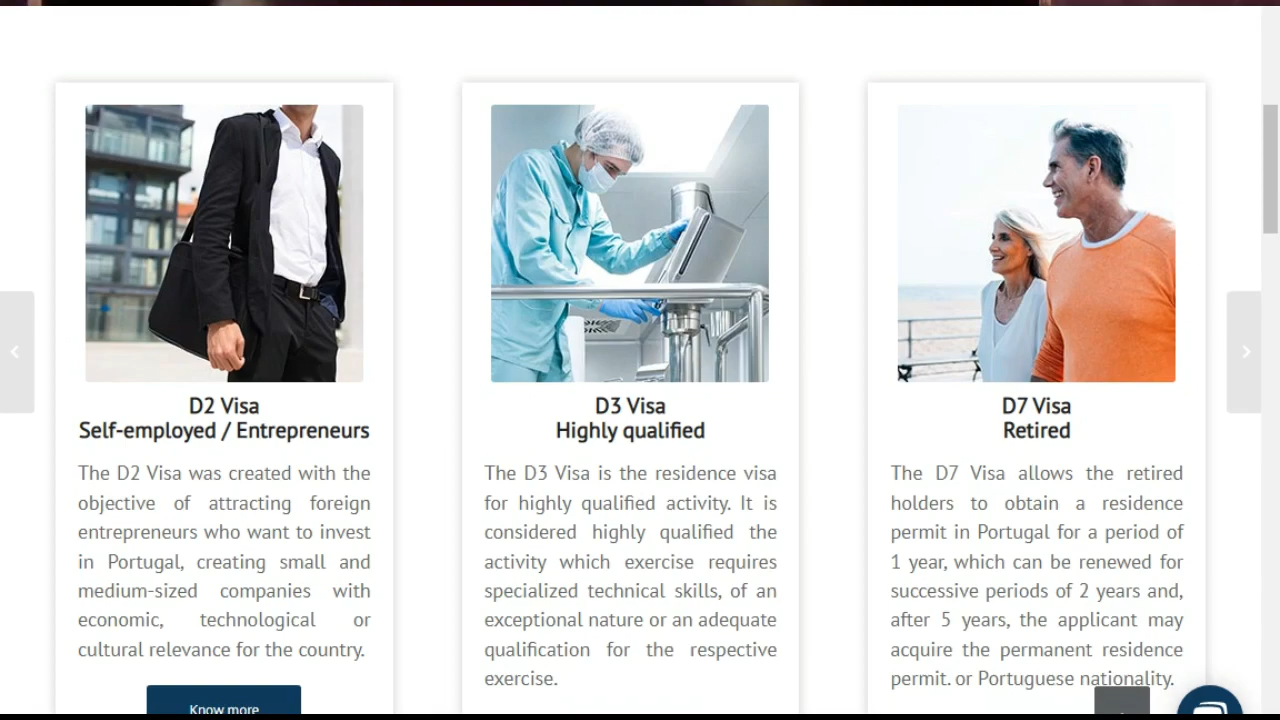 D2 Visa
Self-employed / Entrepreneurs
The D2 Visa was created with the
objective of attracting foreign
entrepreneurs who want to invest
in Portugal, creating small and
medium-sized companies with
economic, technological or
cultural relevance for the country.
Know more
D3 Visa
Highly qualified
The D3 Visa is the residence visa
for highly qualified activity. It is
considered highly qualified the
activity which exercise requires
specialized technical skills, of an
exceptional nature or an adequate
qualification for the respective
exercise.
D7 Visa
Retired
The D7 Visa allows the retired
holders to obtain a residence
permit in Portugal for a period of
1 year, which can be renewed for
successive periods of 2 years and,
after 5 years, the applicant may
acquire the permanent residence
permit. or Portuguese nationality.